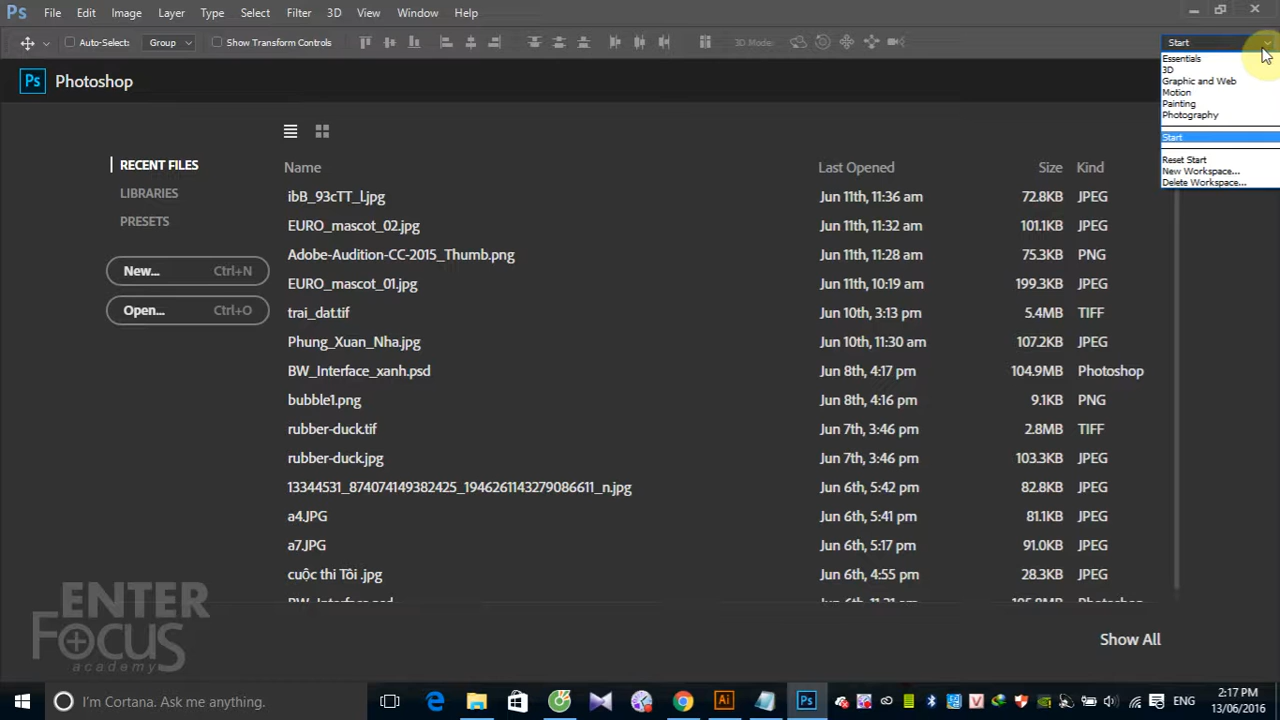 Ps File Edit Image Layer Type Select Filter 3D View Window Help
Auto-Select: Group Show Transform Controls 3D Mode: Start
Essentials
3D
Graphic and Web
Motion
Painting
Photography
Start
Reset Start
New Workspace...
Delete Workspace...
Ps Photoshop
RECENT FILES
LIBRARIES
PRESETS
New... Ctrl+N
Open... Ctrl+O
Name Last Opened Size Kind
ibB_93cTT_l.jpg Jun 11th, 11:36 am 72.8KB JPEG
EURO_mascot_02.jpg Jun 11th, 11:32 am 101.1KB JPEG
Adobe-Audition-CC-2015_Thumb.png Jun 11th, 11:28 am 75.3KB PNG
EURO_mascot_01.jpg Jun 11th, 10:19 am 199.3KB JPEG
trai_dat.tif Jun 10th, 3:13 pm 5.4MB TIFF
Phung_Xuan_Nha.jpg Jun 10th, 11:30 am 107.2KB JPEG
BW_Interface_xanh.psd Jun 8th, 4:17 pm 104.9MB Photoshop
bubble1.png Jun 8th, 4:16 pm 9.1KB PNG
rubber-duck.tif Jun 7th, 3:46 pm 2.8MB TIFF
rubber-duck.jpg Jun 7th, 3:46 pm 103.3KB JPEG
13344531_874074149382425_1946261143279086611_n.jpg Jun 6th, 5:42 pm 82.8KB JPEG
a4.JPG Jun 6th, 5:41 pm 81.1KB JPEG
a7.JPG Jun 6th, 5:17 pm 91.0KB JPEG
cuộc thi Tôi .jpg Jun 6th, 4:55 pm 28.3KB JPEG
Show All
ENTER
FOCUS
academy
I'm Cortana. Ask me anything.
Ai Ps ENG
2:17 PM
13/06/2016